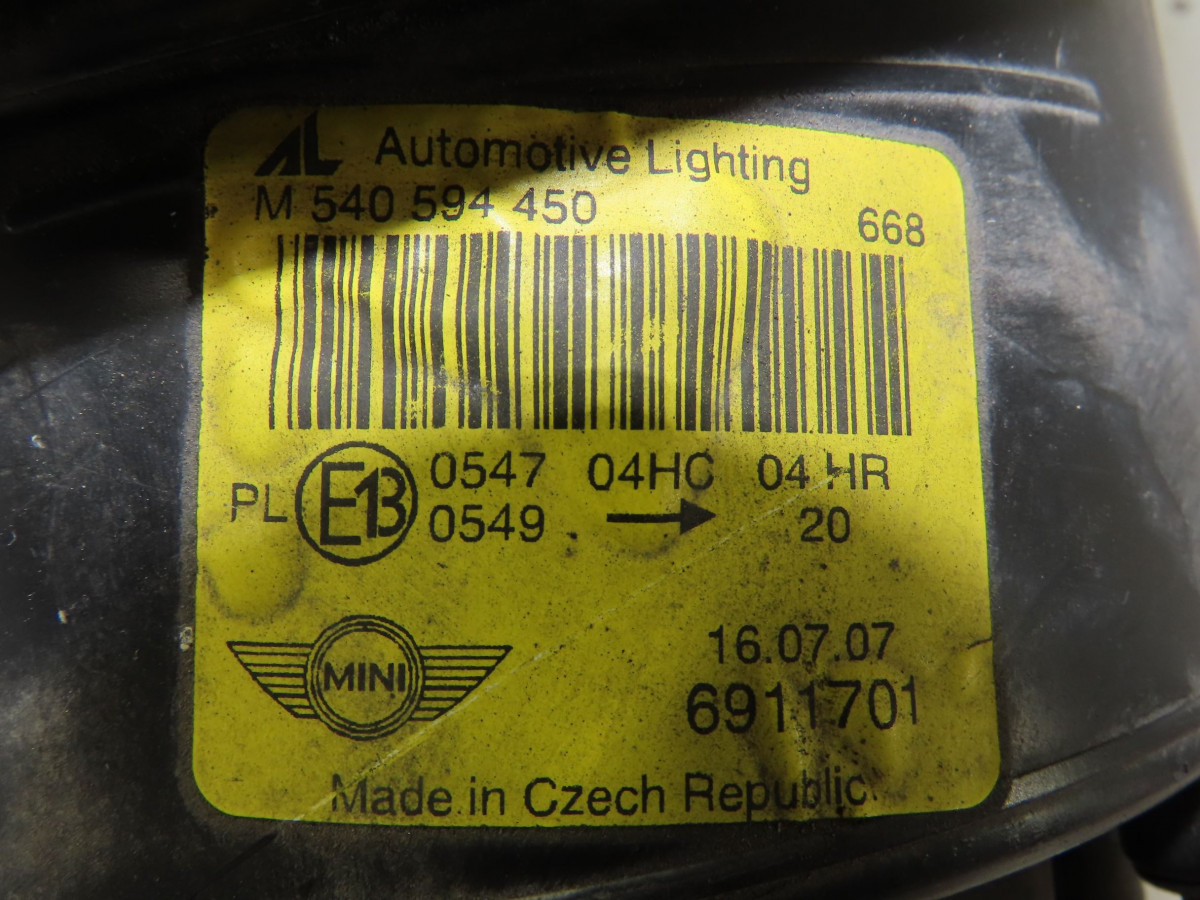 AL Automotive Lighting
M 540 594 450
668
PL E13 0547 04HC 04 HR
0549 → 20
MINI
16.07.07
6911701
Made in Czech Republic